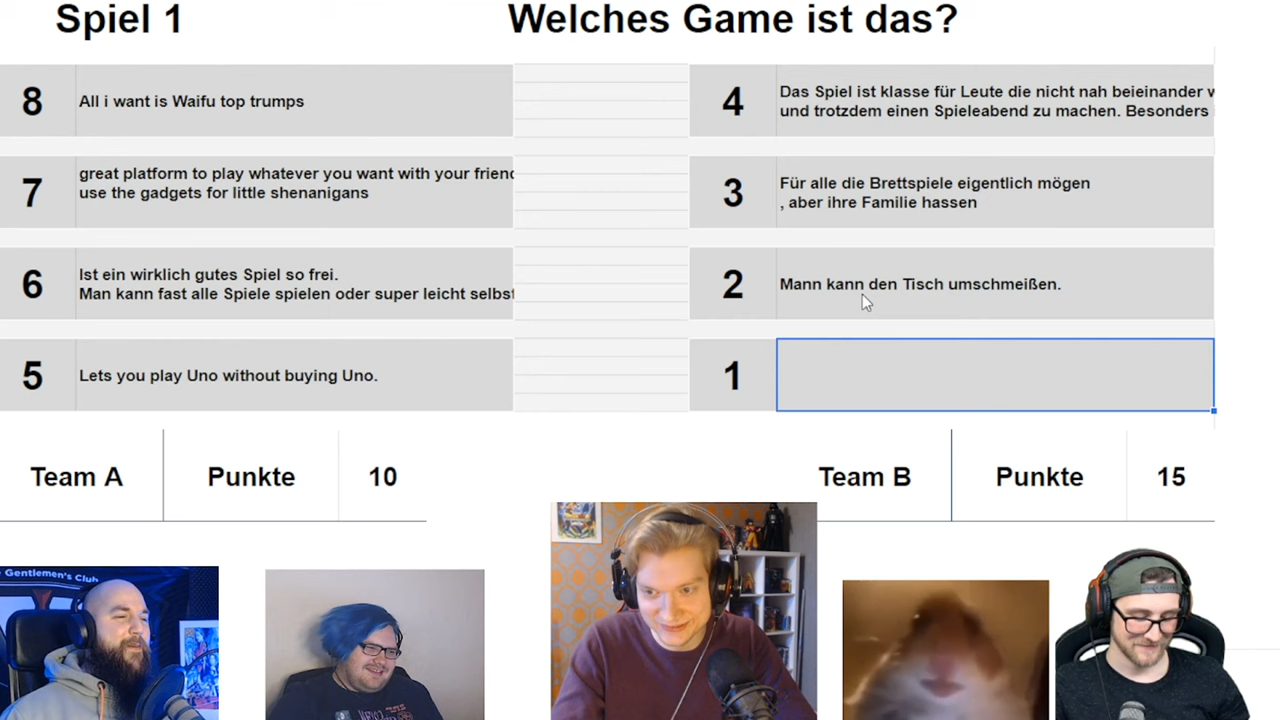 Spiel 1
Welches Game ist das?
8
All i want is Waifu top trumps
7
great platform to play whatever you want with your friend
use the gadgets for little shenanigans
6
Ist ein wirklich gutes Spiel so frei.
Man kann fast alle Spiele spielen oder super leicht selbst
5
Lets you play Uno without buying Uno.
4
Das Spiel ist klasse für Leute die nicht nah beieinander w
und trotzdem einen Spieleabend zu machen. Besonders
3
Für alle die Brettspiele eigentlich mögen
, aber ihre Familie hassen
2
Mann kann den Tisch umschmeißen.
1
Team A
Punkte
10
Team B
Punkte
15
Gentlemen's Club